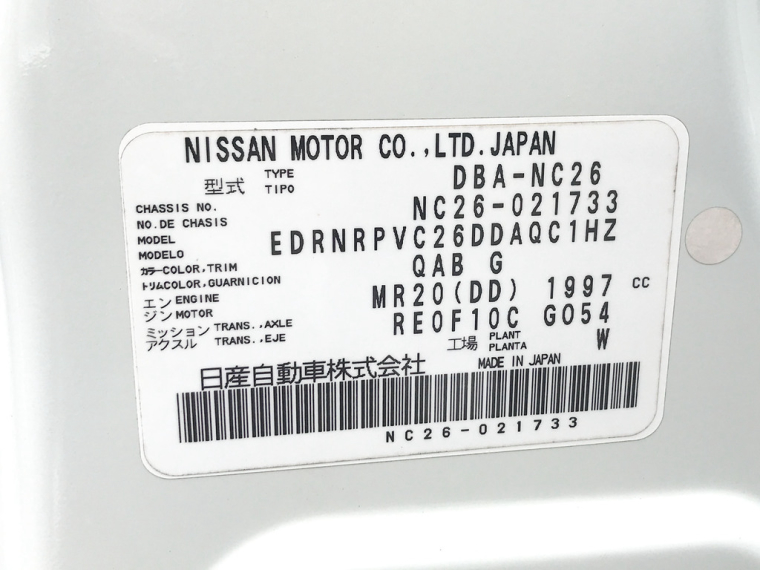 NISSAN MOTOR CO.,LTD.JAPAN
型式 TYPE TIPO DBA-NC26
CHASSIS NO. NO.DE CHASIS NC26-021733
MODEL MODELO EDRNRPVC26DDAQC1HZ
カラー COLOR,TRIM トリム COLOR,GUARNICION QAB G
エンジン ENGINE MOTOR MR20(DD) 1997 CC
ミッション TRANS.,AXLE アクスル TRANS.,EJE RE0F10C G054
工場 PLANT PLANTA W
日産自動車株式会社 MADE IN JAPAN
NC26-021733